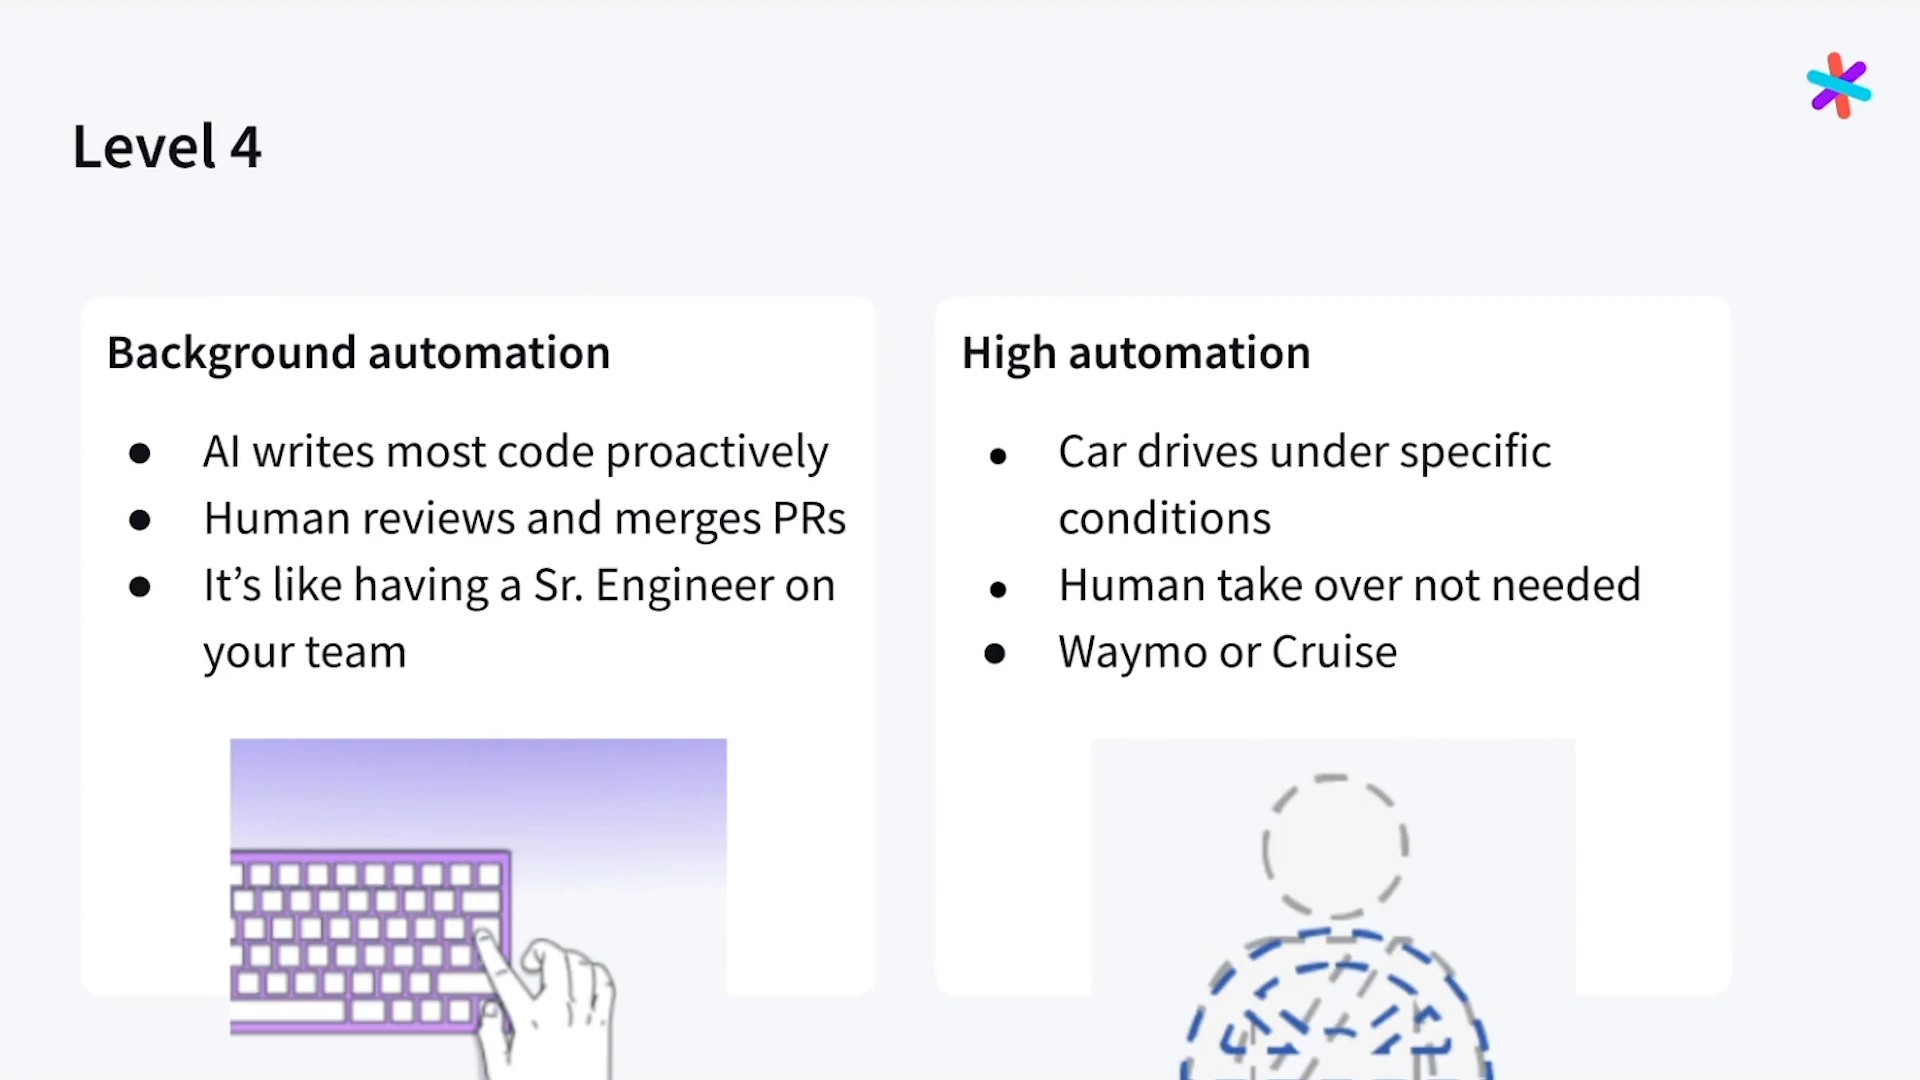 Level 4
Background automation
● AI writes most code proactively
● Human reviews and merges PRs
● It’s like having a Sr. Engineer on
your team
High automation
● Car drives under specific
conditions
● Human take over not needed
● Waymo or Cruise